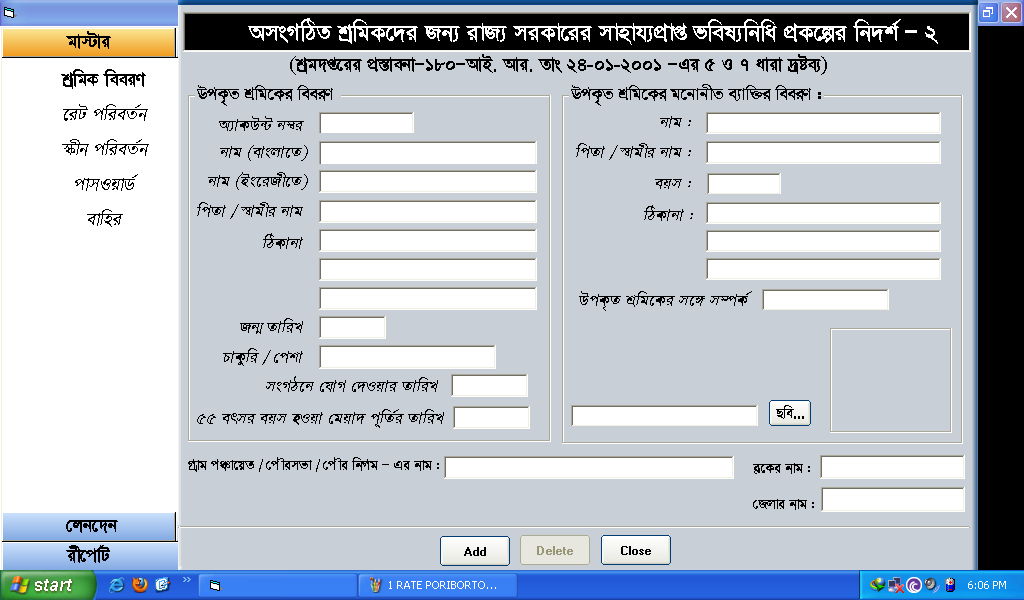 মাস্টার
শ্রমিক বিবরণ
রেট পরিবর্তন
স্কীন পরিবর্তন
পাসওয়ার্ড
বাহির
লেনদেন
রীপোর্ট
অসংগঠিত শ্রমিকদের জন্য রাজ্য সরকারের সাহায্যপ্রাপ্ত ভবিষ্যনিধি প্রকল্পের নিদর্শ – ২
(শ্রমদপ্তরের প্রস্তাবনা–১৮০–আই. আর. তাং ২৪–০১–২০০১ –এর ৫ ও ৭ ধারা দ্রষ্টব্য)
উপকৃত শ্রমিকের বিবরণ
অ্যাকউন্ট নম্বর
নাম (বাংলাতে)
নাম (ইংরেজীতে)
পিতা / স্বামীর নাম
ঠিকানা
জন্ম তারিখ
চাকুরি / পেশা
সংগঠনে যোগ দেওয়ার তারিখ
৫৫ বৎসর বয়স হওয়া মেয়াদ পূর্তির তারিখ
উপকৃত শ্রমিকের মনোনীত ব্যাক্তির বিবরণ :
নাম :
পিতা / স্বামীর নাম :
বয়স :
ঠিকানা :
উপকৃত শ্রমিকের সঙ্গে সম্পর্ক
ছবি...
গ্রাম পঞ্চায়েত / পৌরসভা / পৌর নিগম – এর নাম :
ব্লকের নাম :
জেলার নাম :
Add Delete Close
start
1 RATE PORIBORTO...
6:06 PM